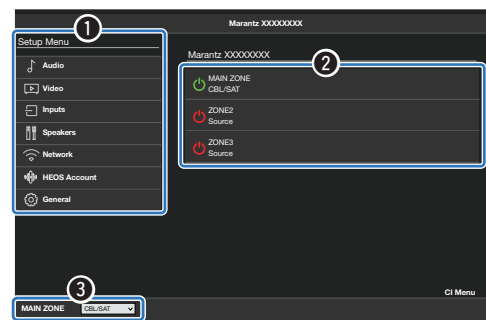 Marantz XXXXXXXX
1
Setup Menu
Audio
Video
Inputs
Speakers
Network
HEOS Account
General
Marantz XXXXXXXX
2
MAIN ZONE
CBL/SAT
ZONE2
Source
ZONE3
Source
CI Menu
3
MAIN ZONE CBL/SAT